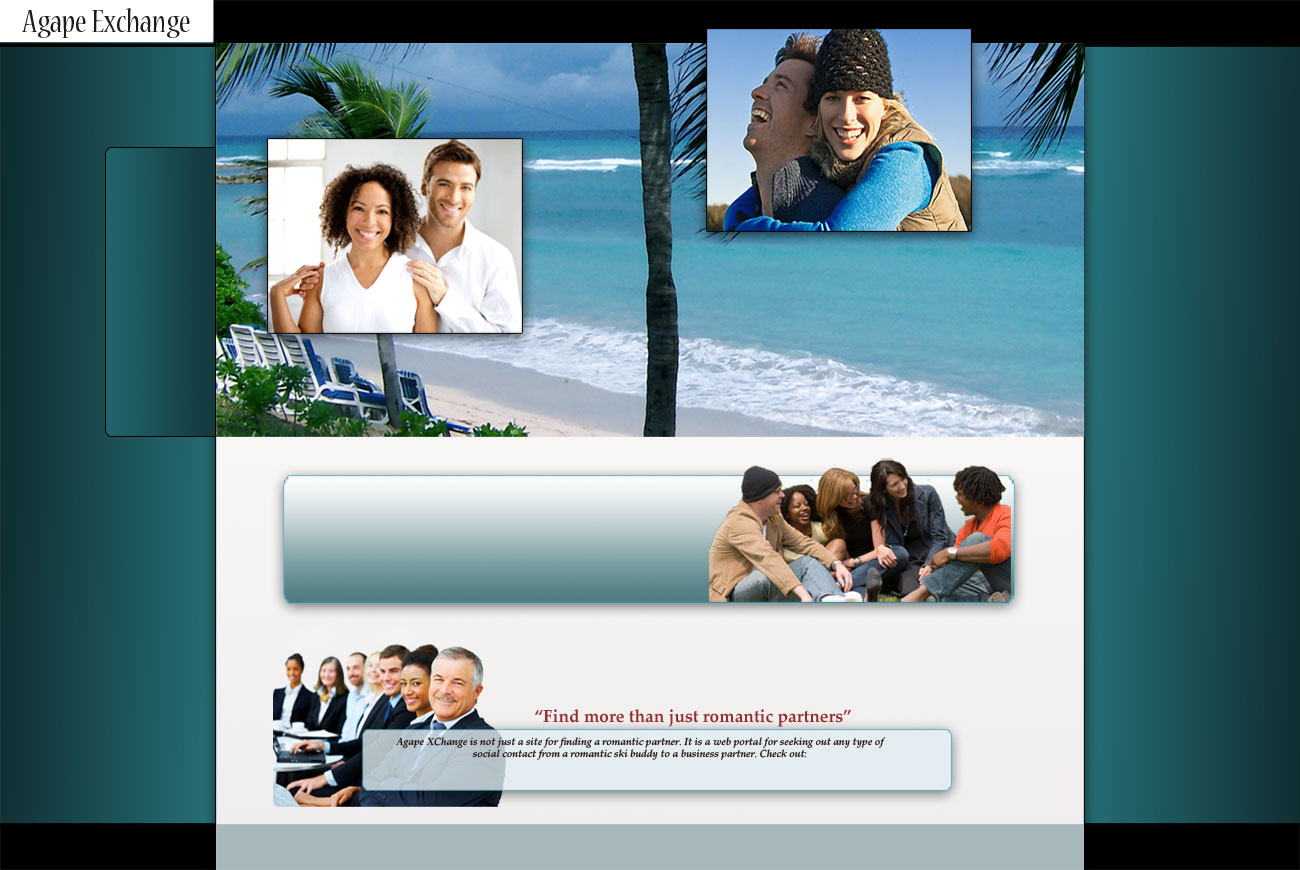 Agape Exchange
“Find more than just romantic partners”
Agape XChange is not just a site for finding a romantic partner. It is a web portal for seeking out any type of
social contact from a romantic ski buddy to a business partner. Check out: